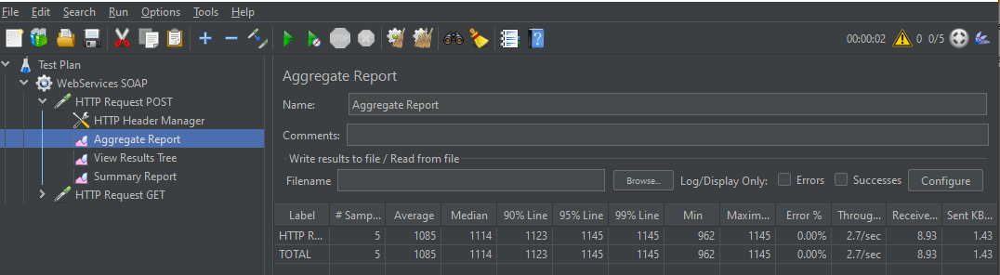 File Edit Search Run Options Tools Help
STOP 00:00:02 0 0/5
Test Plan
WebServices SOAP
HTTP Request POST
HTTP Header Manager
Aggregate Report
View Results Tree
Summary Report
HTTP Request GET
Aggregate Report
Name: Aggregate Report
Comments:
Write results to file / Read from file
Filename Browse... Log/Display Only: Errors Successes Configure
Label # Samp... Average Median 90% Line 95% Line 99% Line Min Maxim... Error % Throug... Receive... Sent KB...
HTTP R... 5 1085 1114 1123 1145 1145 962 1145 0.00% 2.7/sec 8.93 1.43
TOTAL 5 1085 1114 1123 1145 1145 962 1145 0.00% 2.7/sec 8.93 1.43